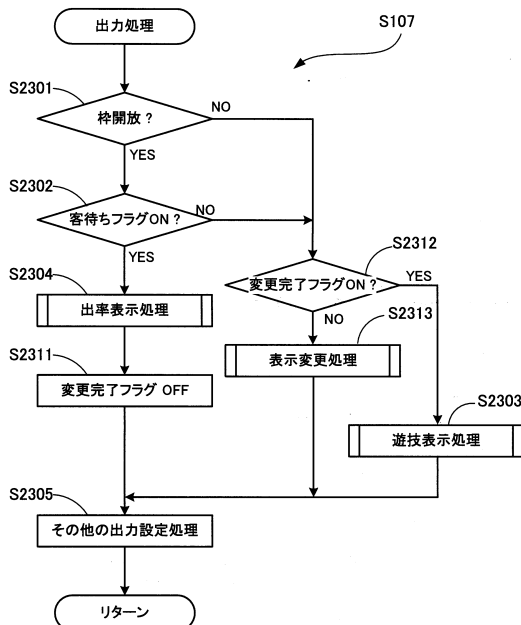 出力処理
S107
S2301
枠開放？
NO
YES
S2302
客待ちフラグON？
NO
YES
S2312
変更完了フラグON？
YES
NO
S2304
出率表示処理
S2313
表示変更処理
S2311
変更完了フラグ OFF
S2303
遊技表示処理
S2305
その他の出力設定処理
リターン